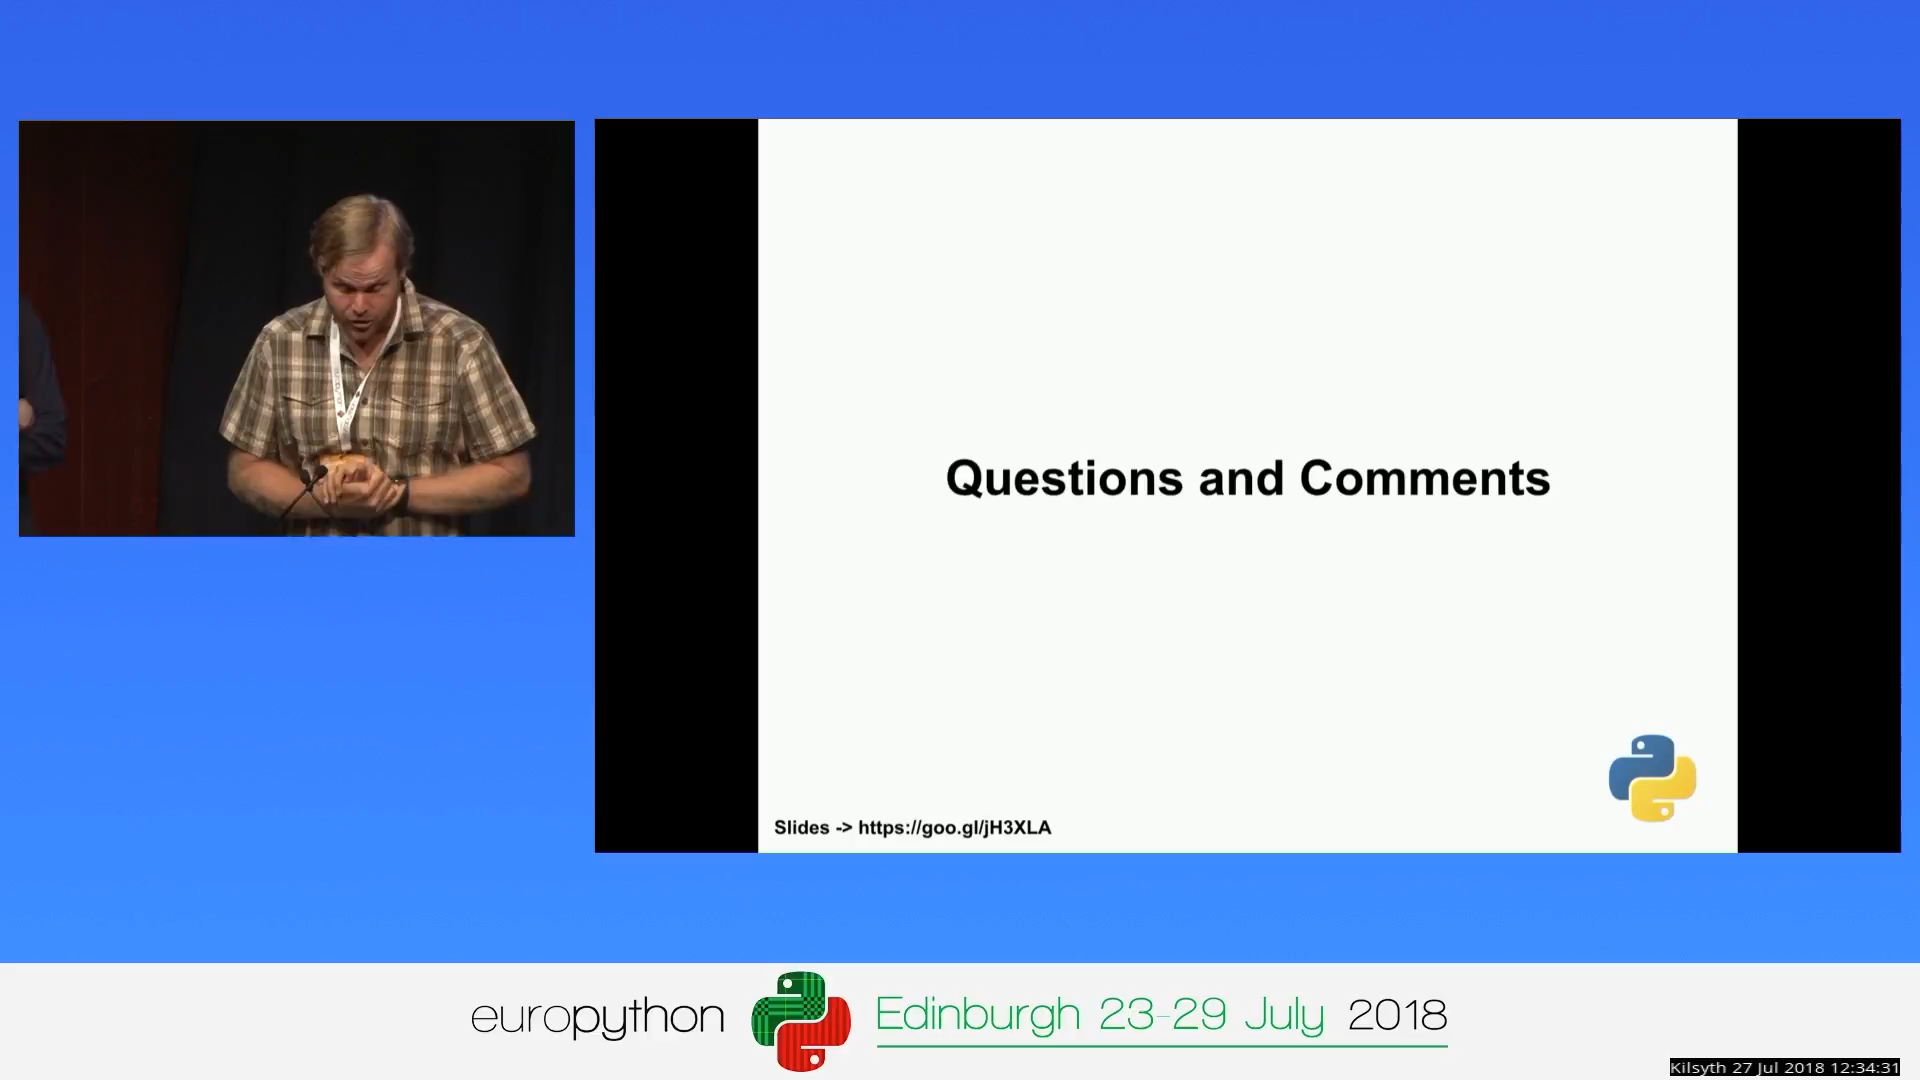 Questions and Comments
Slides -> https://goo.gl/jH3XLA
europython
Edinburgh 23-29 July 2018
Kilsyth 27 Jul 2018 12:34:31